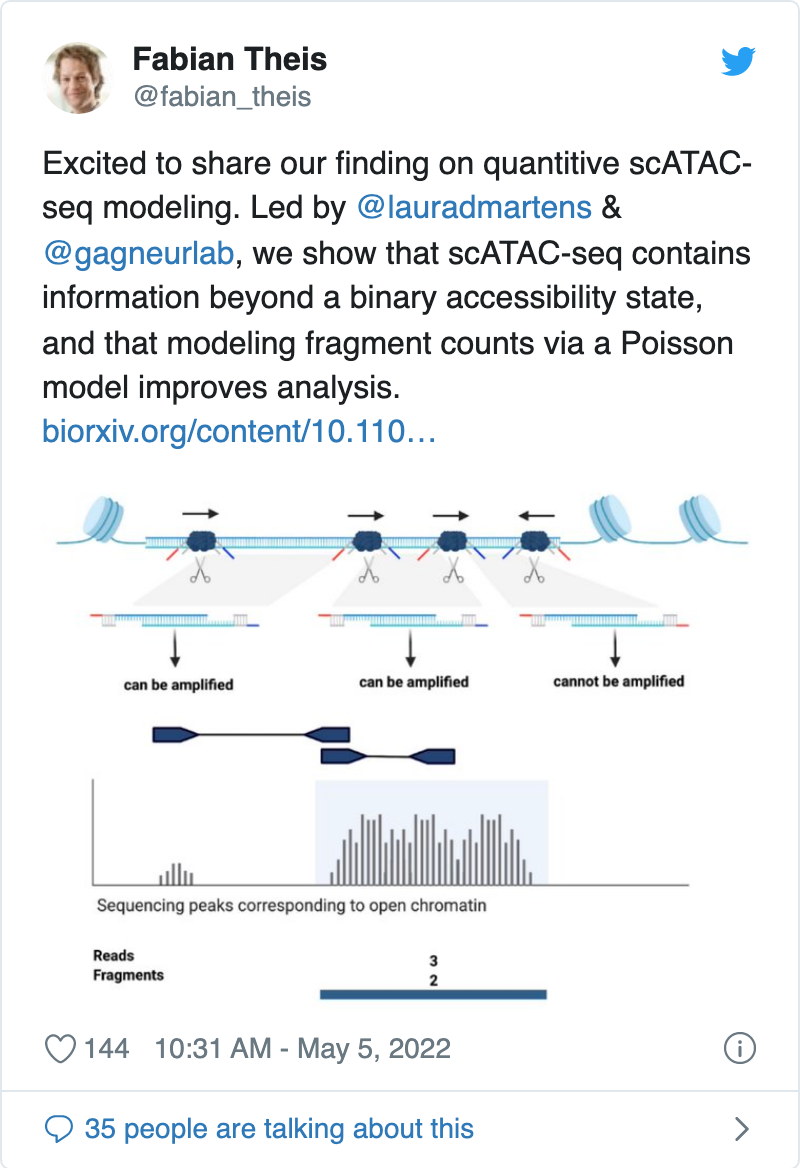 Fabian Theis
@fabian_theis
Excited to share our finding on quantitive scATAC-
seq modeling. Led by @lauradmartens &
@gagneurlab, we show that scATAC-seq contains
information beyond a binary accessibility state,
and that modeling fragment counts via a Poisson
model improves analysis.
biorxiv.org/content/10.110…
can be amplified
can be amplified
cannot be amplified
Sequencing peaks corresponding to open chromatin
Reads 3
Fragments 2
144 10:31 AM - May 5, 2022
35 people are talking about this